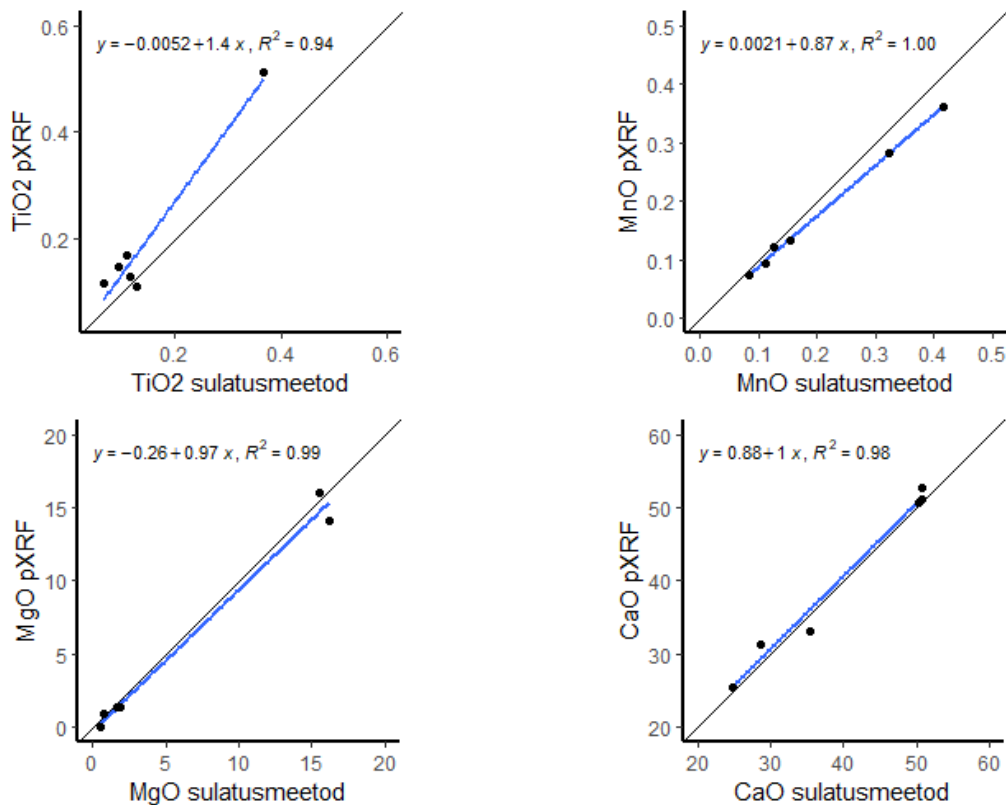 y = −0.0052+1.4 x, R² = 0.94
0.6
0.4
0.2
TiO2 pXRF
0.2 0.4 0.6
TiO2 sulatusmeetod
y = 0.0021+0.87 x, R² = 1.00
0.5
0.4
0.3
0.2
0.1
0.0
MnO pXRF
0.0 0.1 0.2 0.3 0.4 0.5
MnO sulatusmeetod
y = −0.26+0.97 x, R² = 0.99
20
15
10
5
0
MgO pXRF
0 5 10 15 20
MgO sulatusmeetod
y = 0.88+1 x, R² = 0.98
60
50
40
30
20
CaO pXRF
20 30 40 50 60
CaO sulatusmeetod